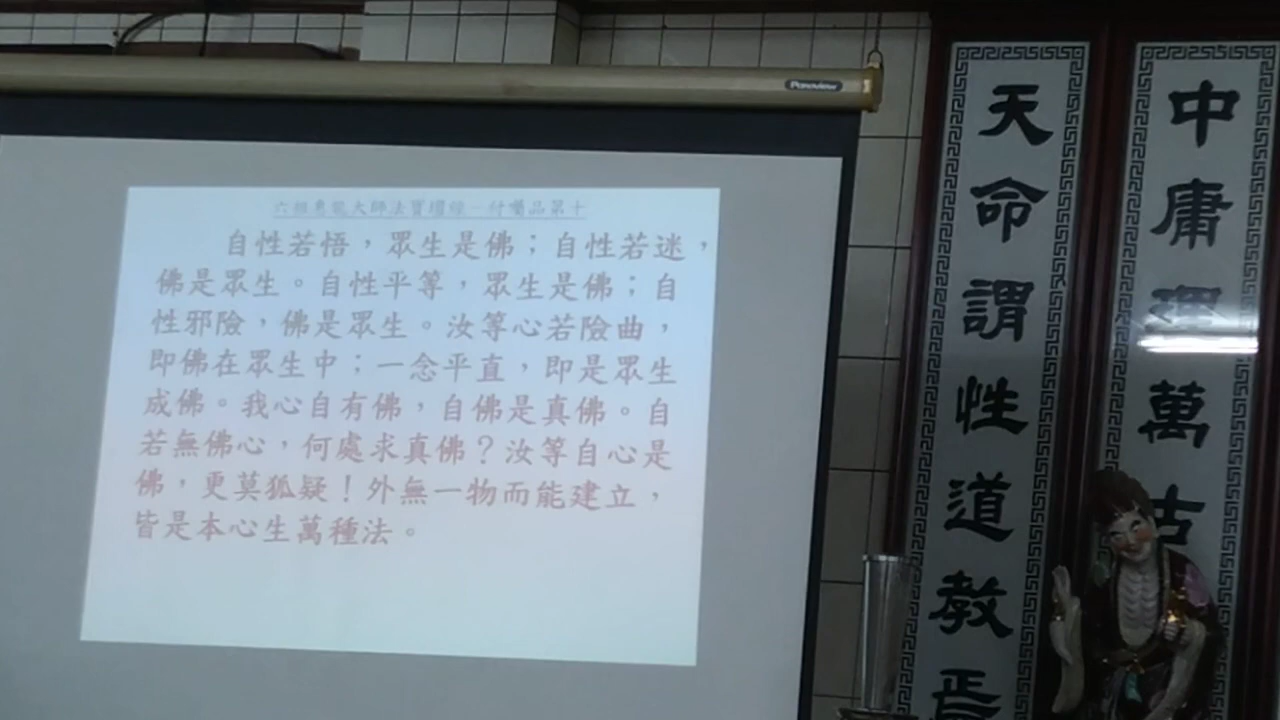 Panoview
六祖惠能大師法寶壇經－付囑品第十
自性若悟，眾生是佛；自性若迷，
佛是眾生。自性平等，眾生是佛；自
性邪險，佛是眾生。汝等心若險曲，
即佛在眾生中；一念平直，即是眾生
成佛。我心自有佛，自佛是真佛。自
若無佛心，何處求真佛？汝等自心是
佛，更莫狐疑！外無一物而能建立，
皆是本心生萬種法。
中庸理萬古
天命謂性道教